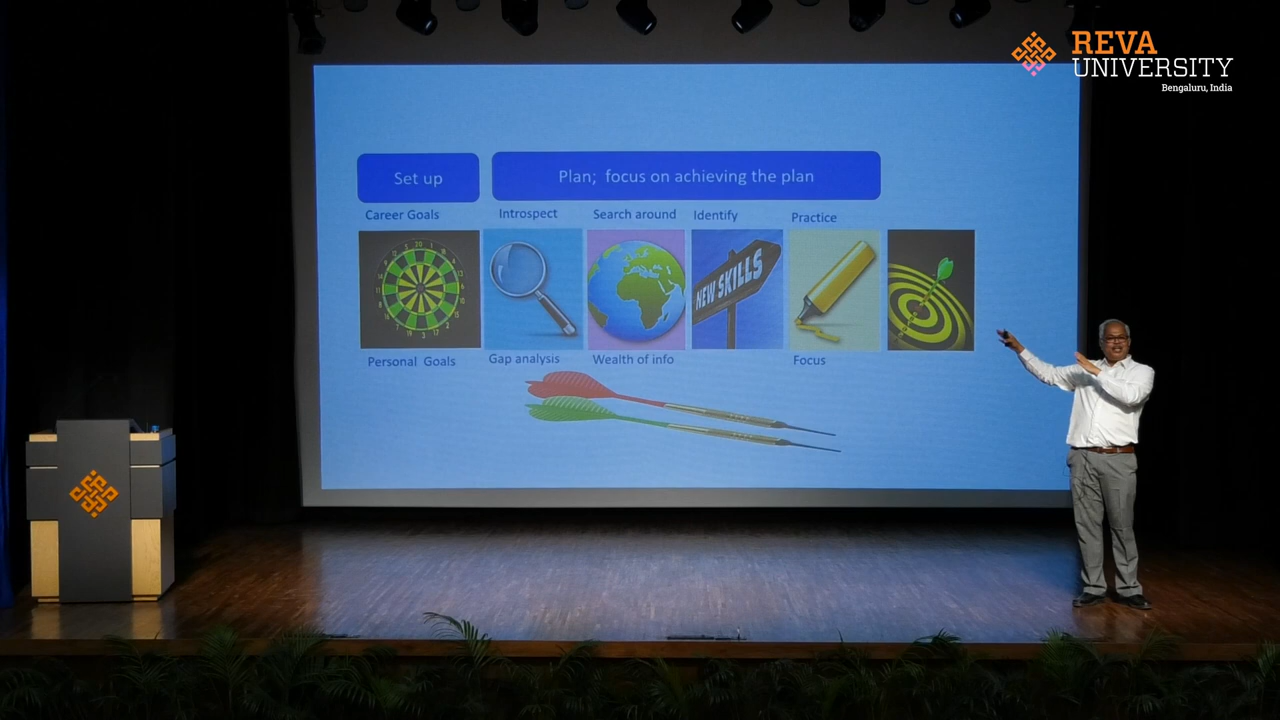 REVA
UNIVERSITY
Bengaluru, India
Set up
Plan; focus on achieving the plan
Career Goals
Introspect
Search around
Identify
Practice
NEW SKILLS
Personal Goals
Gap analysis
Wealth of info
Focus